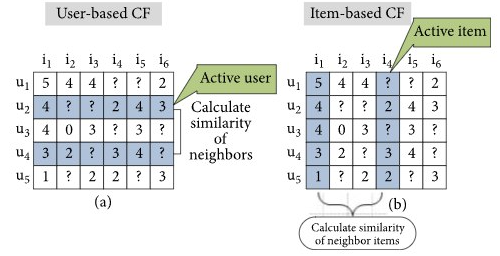 User-based CF
i1 i2 i3 i4 i5 i6
Active user
u1 5 4 4 ? ? 2
u2 4 ? ? 2 4 3
u3 4 0 3 ? 3 ?
u4 3 2 ? 3 4 ?
u5 1 ? 2 2 ? 3
Calculate
similarity
of
neighbors
(a)
Item-based CF
Active item
i1 i2 i3 i4 i5 i6
u1 5 4 4 ? ? 2
u2 4 ? ? 2 4 3
u3 4 0 3 ? 3 ?
u4 3 2 ? 3 4 ?
u5 1 ? 2 2 ? 3
(b)
Calculate similarity
of neighbor items